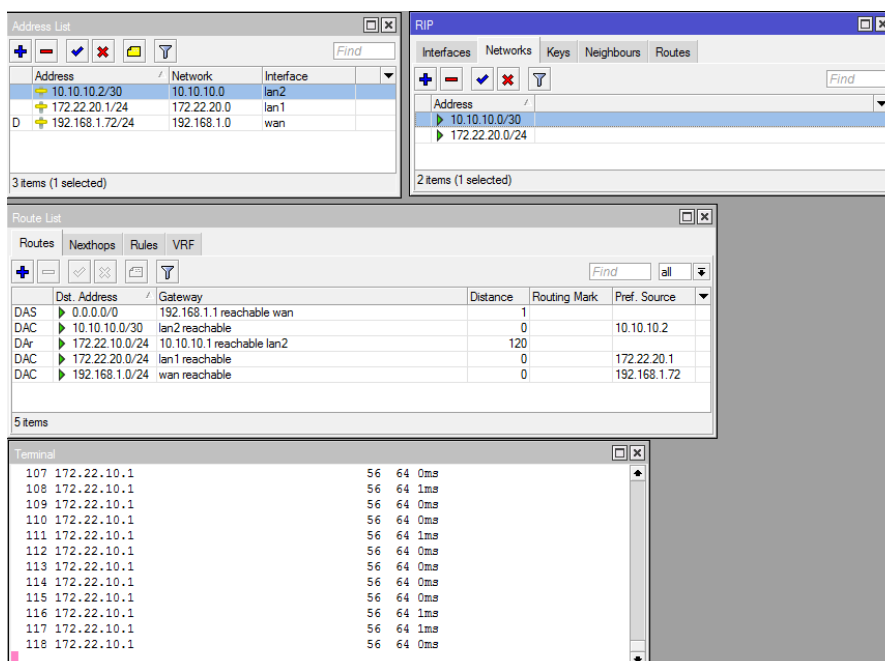 Address List
Find
Address / Network Interface
10.10.10.2/30 10.10.10.0 lan2
172.22.20.1/24 172.22.20.0 lan1
D 192.168.1.72/24 192.168.1.0 wan
3 items (1 selected)
RIP
Interfaces Networks Keys Neighbours Routes
Find
Address /
10.10.10.0/30
172.22.20.0/24
2 items (1 selected)
Route List
Routes Nexthops Rules VRF
Find all
Dst. Address / Gateway Distance Routing Mark Pref. Source
DAS 0.0.0.0/0 192.168.1.1 reachable wan 1
DAC 10.10.10.0/30 lan2 reachable 0 10.10.10.2
DAr 172.22.10.0/24 10.10.10.1 reachable lan2 120
DAC 172.22.20.0/24 lan1 reachable 0 172.22.20.1
DAC 192.168.1.0/24 wan reachable 0 192.168.1.72
5 items
Terminal
107 172.22.10.1 56 64 0ms
108 172.22.10.1 56 64 1ms
109 172.22.10.1 56 64 0ms
110 172.22.10.1 56 64 0ms
111 172.22.10.1 56 64 1ms
112 172.22.10.1 56 64 0ms
113 172.22.10.1 56 64 0ms
114 172.22.10.1 56 64 0ms
115 172.22.10.1 56 64 0ms
116 172.22.10.1 56 64 1ms
117 172.22.10.1 56 64 1ms
118 172.22.10.1 56 64 0ms